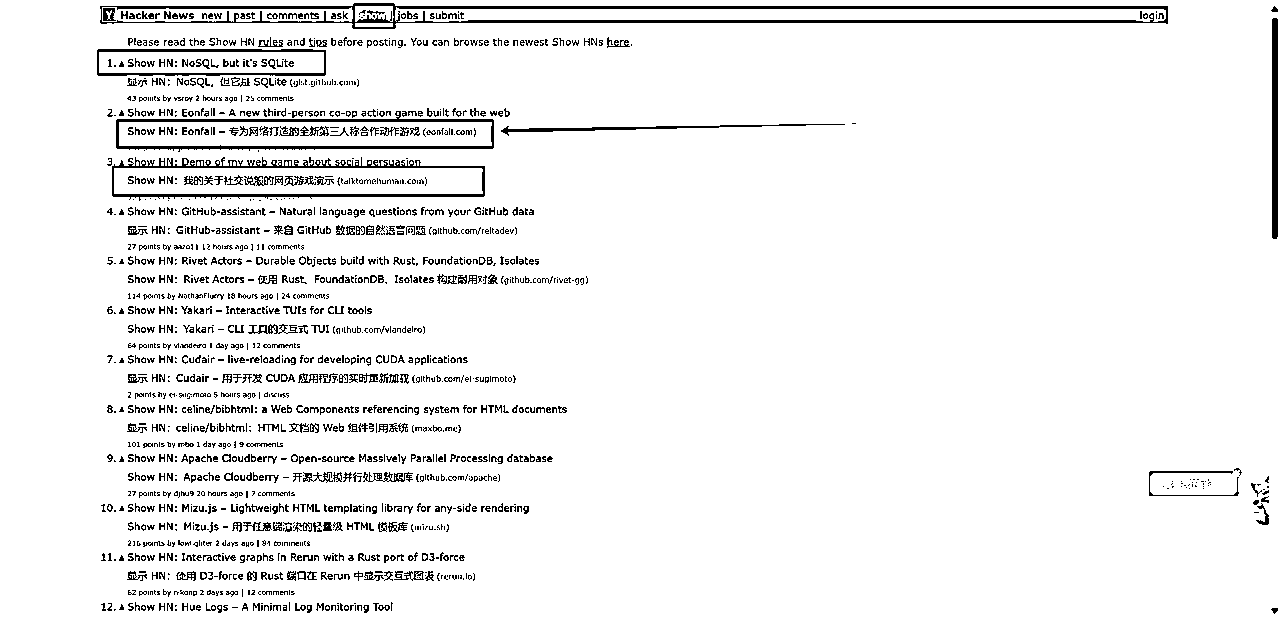 Y Hacker News new | past | comments | ask | show | jobs | submit login
Please read the Show HN rules and tips before posting. You can browse the newest Show HNs here.
1. ▲ Show HN: NoSQL, but it's SQLite
显示 HN: NoSQL, 但它是 SQLite (gist.github.com)
43 points by vsroy 2 hours ago | 25 comments
2. ▲ Show HN: Eonfall – A new third-person co-op action game built for the web
Show HN: Eonfall – 专为网络打造的全新第三人称合作动作游戏 (eonfall.com)
3. ▲ Show HN: Demo of my web game about social persuasion
Show HN: 我的关于社交说服的网页游戏演示 (talktomehuman.com)
4. ▲ Show HN: GitHub-assistant – Natural language questions from your GitHub data
显示 HN: GitHub-assistant – 来自 GitHub 数据的自然语言问题 (github.com/reltadev)
27 points by aazo11 12 hours ago | 11 comments
5. ▲ Show HN: Rivet Actors – Durable Objects build with Rust, FoundationDB, Isolates
Show HN: Rivet Actors – 使用 Rust、FoundationDB、Isolates 构建耐用对象 (github.com/rivet-gg)
114 points by NathanFlurry 18 hours ago | 24 comments
6. ▲ Show HN: Yakari – Interactive TUIs for CLI tools
Show HN: Yakari – CLI 工具的交互式 TUI (github.com/vlandeiro)
64 points by vlandeiro 1 day ago | 12 comments
7. ▲ Show HN: Cudair – live-reloading for developing CUDA applications
显示 HN: Cudair – 用于开发 CUDA 应用程序的实时重新加载 (github.com/ei-sugimoto)
2 points by ei-sugimoto 5 hours ago | discuss
8. ▲ Show HN: celine/bibhtml: a Web Components referencing system for HTML documents
显示 HN: celine/bibhtml: HTML 文档的 Web 组件引用系统 (maxbo.me)
101 points by mbo 1 day ago | 9 comments
9. ▲ Show HN: Apache Cloudberry – Open-source Massively Parallel Processing database
Show HN: Apache Cloudberry – 开源大规模并行处理数据库 (github.com/apache)
27 points by djhu9 20 hours ago | 7 comments
10. ▲ Show HN: Mizu.js – Lightweight HTML templating library for any-side rendering
Show HN: Mizu.js – 用于任意端渲染的轻量级 HTML 模板库 (mizu.sh)
216 points by lowlighter 2 days ago | 84 comments
11. ▲ Show HN: Interactive graphs in Rerun with a Rust port of D3-force
显示 HN: 使用 D3-force 的 Rust 端口在 Rerun 中显示交互式图表 (rerun.io)
62 points by 2 days ago | 12 comments
12. ▲ Show HN: Hue Logs – A Minimal Log Monitoring Tool